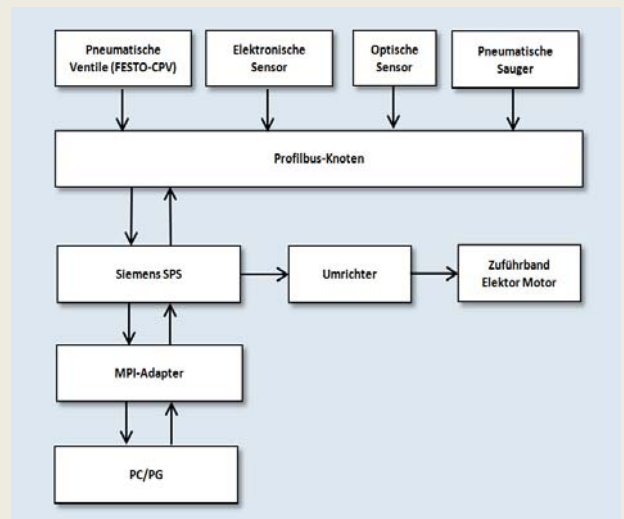 Pneumatische
Ventile (FESTO-CPV)
Elektronische
Sensor
Optische
Sensor
Pneumatische
Sauger
Profilbus-Knoten
Siemens SPS
Umrichter
Zuführband
Elektor Motor
MPI-Adapter
PC/PG